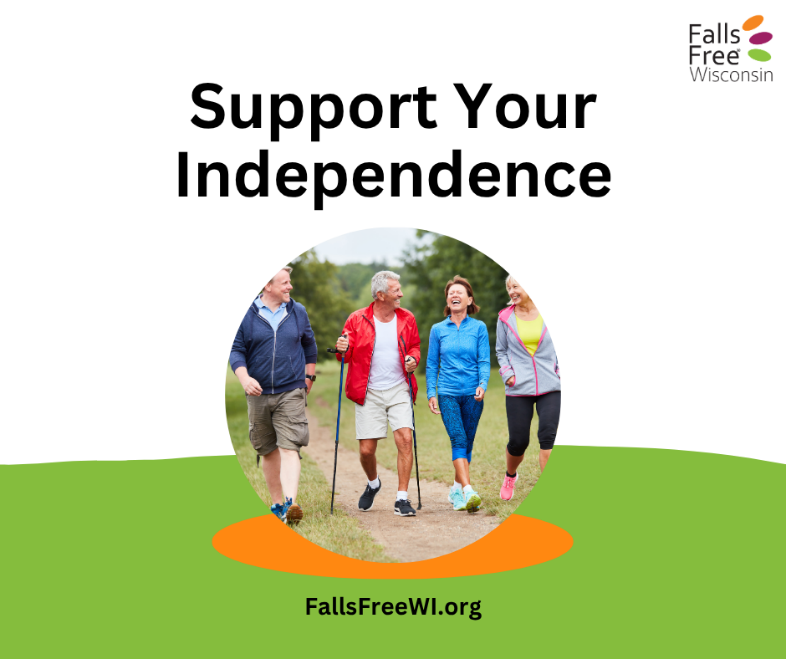 Falls
Free®
Wisconsin
Support Your
Independence
FallsFreeWI.org